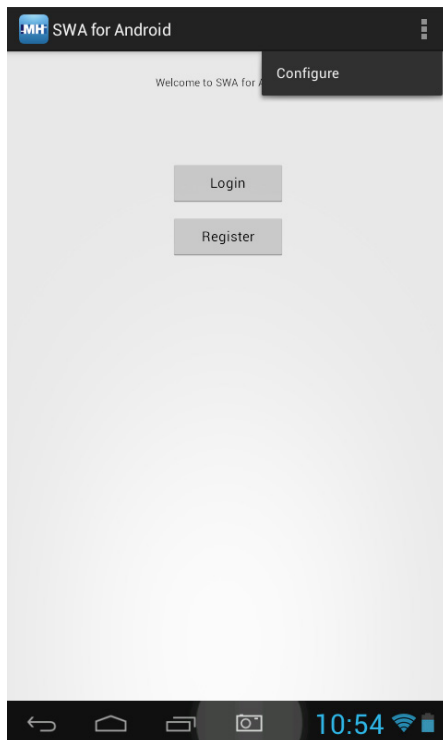 MH SWA for Android
Configure
Welcome to SWA for
Login
Register
10:54